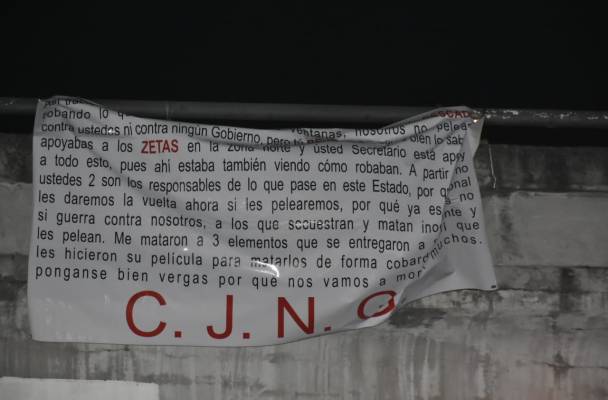 robando lo
contra ustedes ni contra ningún Gobierno, pero ventanas, nosotros no
apoyabas a los ZETAS en la zona norte y usted Secretario está
a todo esto, pues ahí estaba también viendo cómo robaban. A partir
ustedes 2 son los responsables de lo que pase en este Estado, por
les daremos la vuelta ahora si les pelearemos, por qué ya es no
si guerra contra nosotros, a los que secuestran y matan que
les pelean. Me mataron a 3 elementos que se entregaron a
les hicieron su película para matarlos de forma muchos.
ponganse bien vergas por que nos vamos a
C. J. N. G